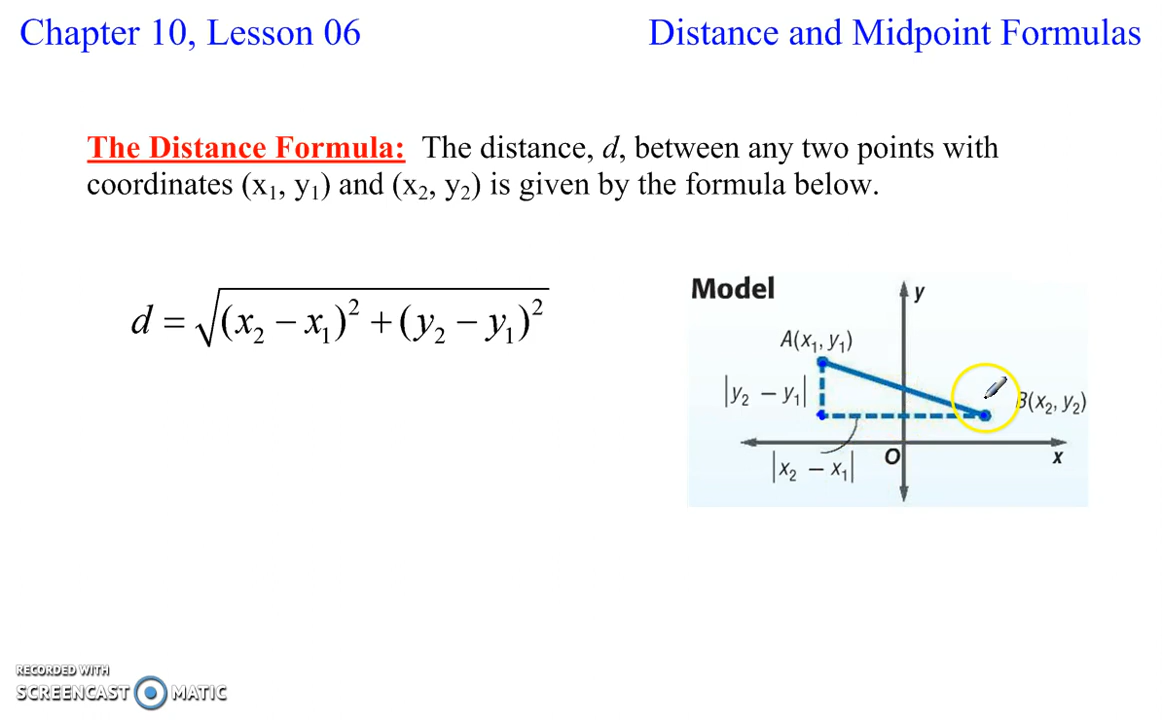 Chapter 10, Lesson 06
Distance and Midpoint Formulas
The Distance Formula: The distance, d, between any two points with
coordinates (x₁, y₁) and (x₂, y₂) is given by the formula below.
d = √(x₂ − x₁)² + (y₂ − y₁)²
Model
y
A(x₁, y₁)
|y₂ − y₁|
B(x₂, y₂)
|x₂ − x₁|
O
x
RECORDED WITH
SCREENCAST MATIC